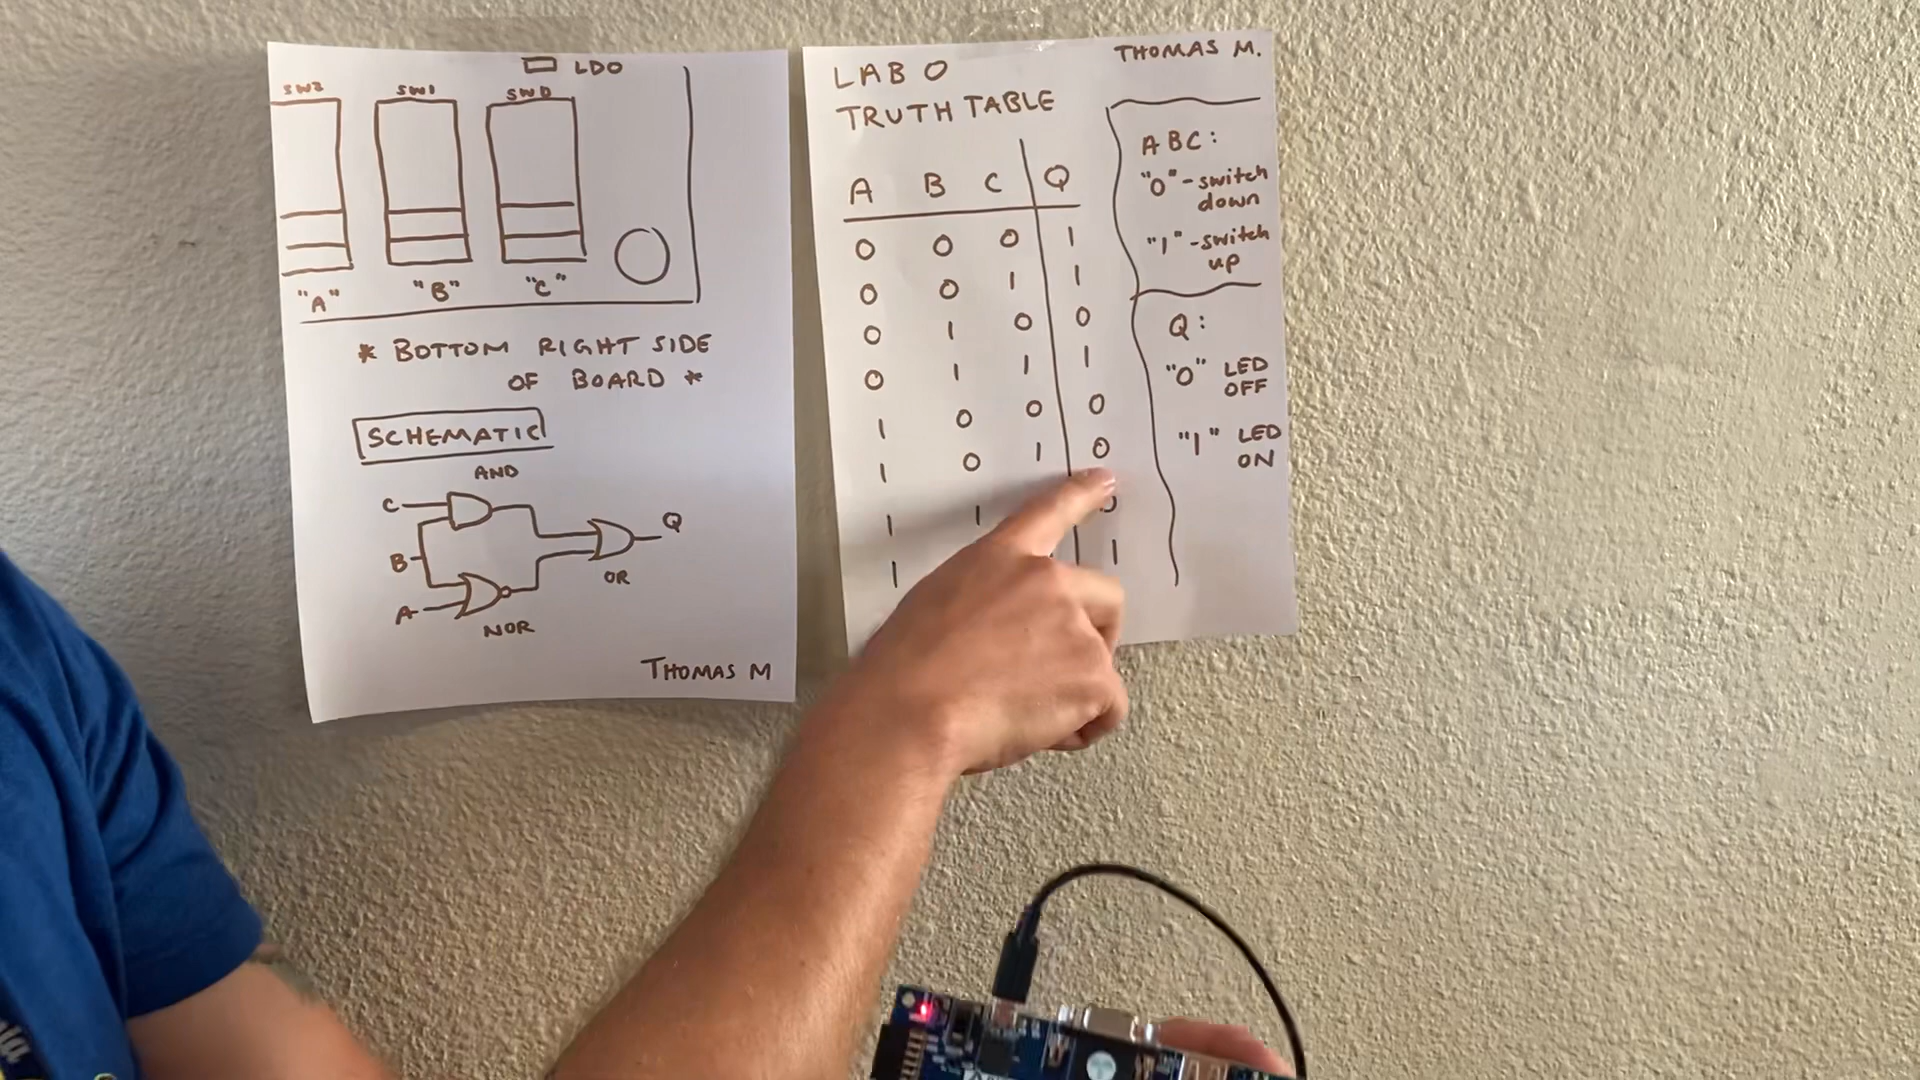 LD0
SW2 SW1 SW0
"A" "B" "C"
* BOTTOM RIGHT SIDE
OF BOARD *
SCHEMATIC
AND
C
Q
B
OR
A
NOR
THOMAS M
THOMAS M.
LAB 0
TRUTH TABLE
A B C Q
0 0 0 1
0 0 1 1
0 1 0 0
0 1 1 1
1 0 0 0
1 0 1 0
1 1
1 1
ABC:
"0" - switch
down
"1" - switch
up
Q:
"0" LED
OFF
"1" LED
ON